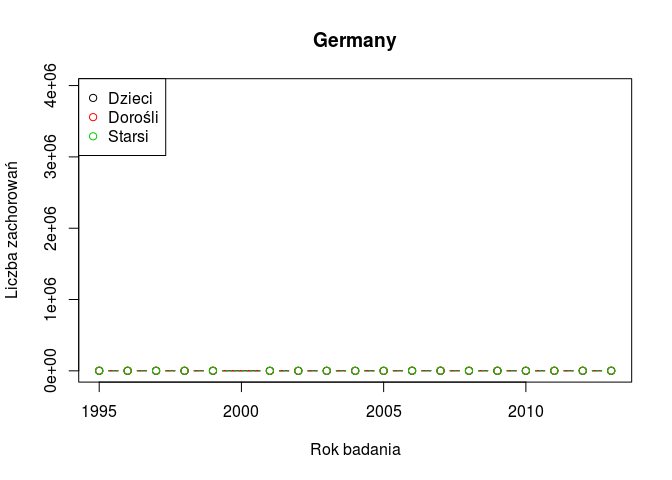 Germany
Dzieci
Dorośli
Starsi
Liczba zachorowań
4e+06
3e+06
2e+06
1e+06
0e+00
1995 2000 2005 2010
Rok badania